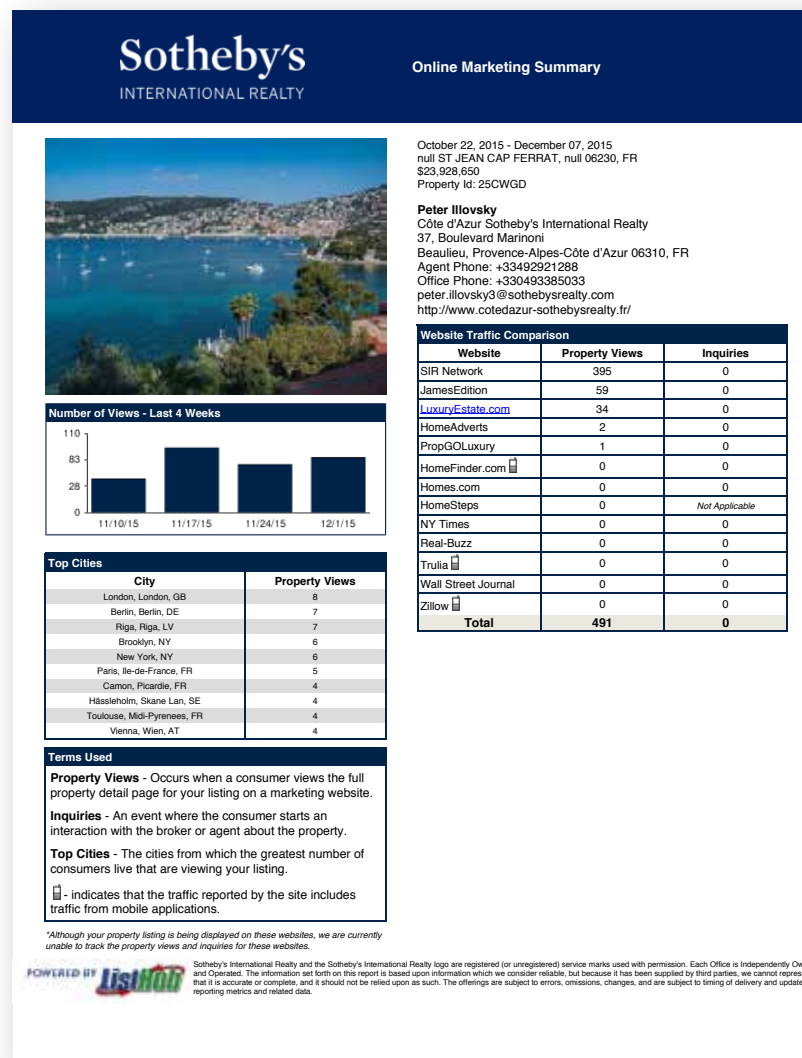 Sotheby's
INTERNATIONAL REALTY
Online Marketing Summary
October 22, 2015 - December 07, 2015
null ST JEAN CAP FERRAT, null 06230, FR
$23,928,650
Property Id: 25CWGD
Peter Illovsky
Côte d'Azur Sotheby's International Realty
37, Boulevard Marinoni
Beaulieu, Provence-Alpes-Côte d'Azur 06310, FR
Agent Phone: +33492921288
Office Phone: +330493385033
peter.illovsky3@sothebysrealty.com
http://www.cotedazur-sothebysrealty.fr/
Website Traffic Comparison
Website Property Views Inquiries
SIR Network 395 0
JamesEdition 59 0
LuxuryEstate.com 34 0
HomeAdverts 2 0
PropGOLuxury 1 0
HomeFinder.com 0 0
Homes.com 0 0
HomeSteps 0 Not Applicable
NY Times 0 0
Real-Buzz 0 0
Trulia 0 0
Wall Street Journal 0 0
Zillow 0 0
Total 491 0
Number of Views - Last 4 Weeks
110
83
28
0
11/10/15 11/17/15 11/24/15 12/1/15
Top Cities
City Property Views
London, London, GB 8
Berlin, Berlin, DE 7
Riga, Riga, LV 7
Brooklyn, NY 6
New York, NY 6
Paris, Ile-de-France, FR 5
Camon, Picardie, FR 4
Hässleholm, Skane Lan, SE 4
Toulouse, Midi-Pyrenees, FR 4
Vienna, Wien, AT 4
Terms Used
Property Views - Occurs when a consumer views the full
property detail page for your listing on a marketing website.
Inquiries - An event where the consumer starts an
interaction with the broker or agent about the property.
Top Cities - The cities from which the greatest number of
consumers live that are viewing your listing.
- indicates that the traffic reported by the site includes
traffic from mobile applications.
*Although your property listing is being displayed on these websites, we are currently
unable to track the property views and inquiries for these websites.
POWERED BY ListHub
Sotheby's International Realty and the Sotheby's International Realty logo are registered (or unregistered) service marks used with permission. Each Office is Independently Ow
and Operated. The information set forth on this report is based upon information which we consider reliable, but because it has been supplied by third parties, we cannot repres
that it is accurate or complete, and it should not be relied upon as such. The offerings are subject to errors, omissions, changes, and are subject to timing of delivery and update
reporting metrics and related data.